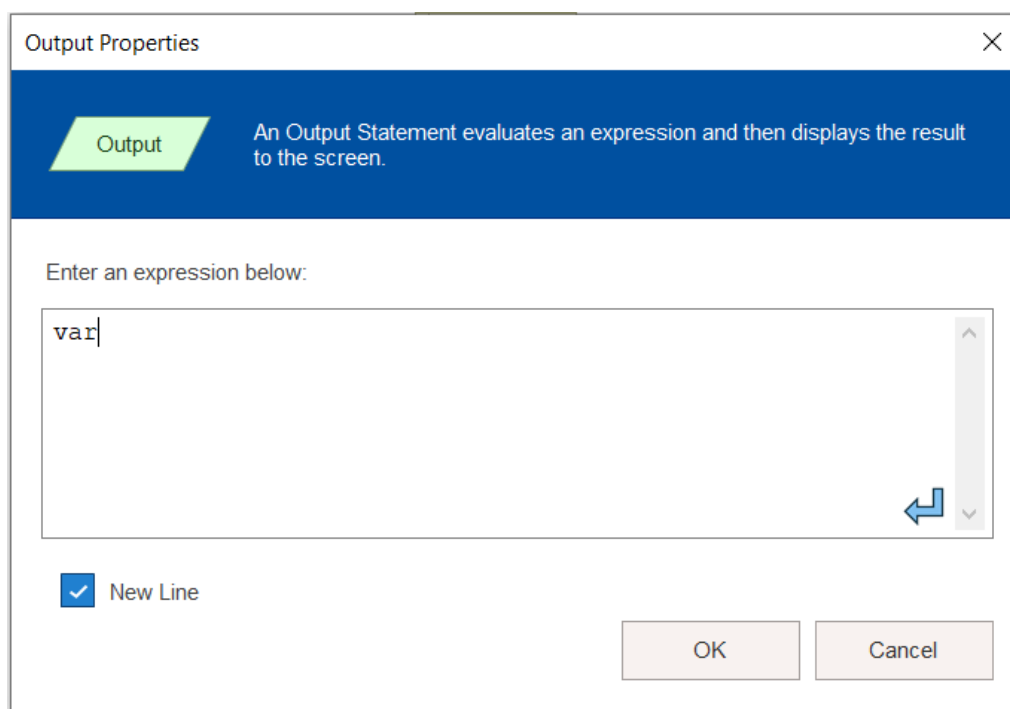 Output Properties
Output
An Output Statement evaluates an expression and then displays the result
to the screen.
Enter an expression below:
var
New Line
OK
Cancel